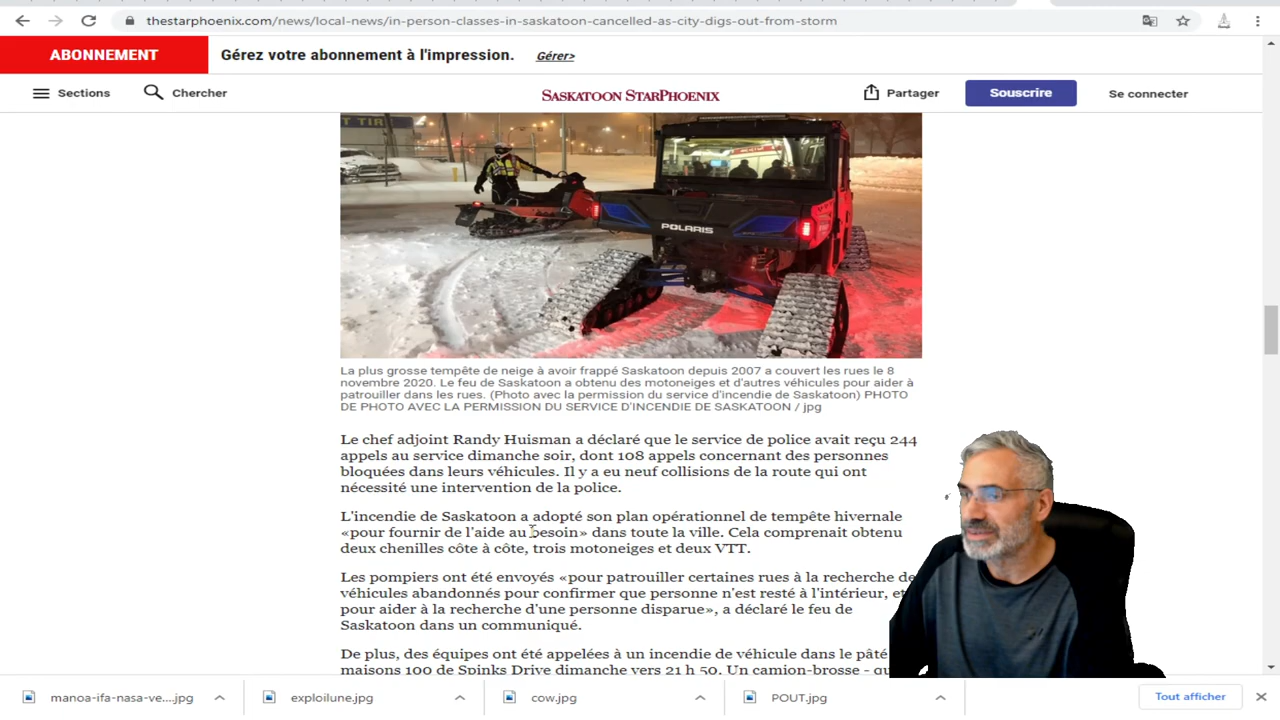 thestarphoenix.com/news/local-news/in-person-classes-in-saskatoon-cancelled-as-city-digs-out-from-storm
ABONNEMENT Gérez votre abonnement à l'impression. Gérer>
Sections Chercher SASKATOON STARPHOENIX Partager Souscrire Se connecter
POLARIS
La plus grosse tempête de neige à avoir frappé Saskatoon depuis 2007 a couvert les rues le 8
novembre 2020. Le feu de Saskatoon a obtenu des motoneiges et d'autres véhicules pour aider à
patrouiller dans les rues. (Photo avec la permission du service d'incendie de Saskatoon) PHOTO
DE PHOTO AVEC LA PERMISSION DU SERVICE D'INCENDIE DE SASKATOON / jpg
Le chef adjoint Randy Huisman a déclaré que le service de police avait reçu 244
appels au service dimanche soir, dont 108 appels concernant des personnes
bloquées dans leurs véhicules. Il y a eu neuf collisions de la route qui ont
nécessité une intervention de la police.
L'incendie de Saskatoon a adopté son plan opérationnel de tempête hivernale
«pour fournir de l'aide au besoin» dans toute la ville. Cela comprenait obtenu
deux chenilles côte à côte, trois motoneiges et deux VTT.
Les pompiers ont été envoyés «pour patrouiller certaines rues à la recherche de
véhicules abandonnés pour confirmer que personne n'est resté à l'intérieur, et
pour aider à la recherche d'une personne disparue», a déclaré le feu de
Saskatoon dans un communiqué.
De plus, des équipes ont été appelées à un incendie de véhicule dans le pâté
maisons 100 de Spinks Drive dimanche vers 21 h 50. Un camion-brosse -
manoa-ifa-nasa-ve....jpg exploilune.jpg cow.jpg POUT.jpg Tout afficher